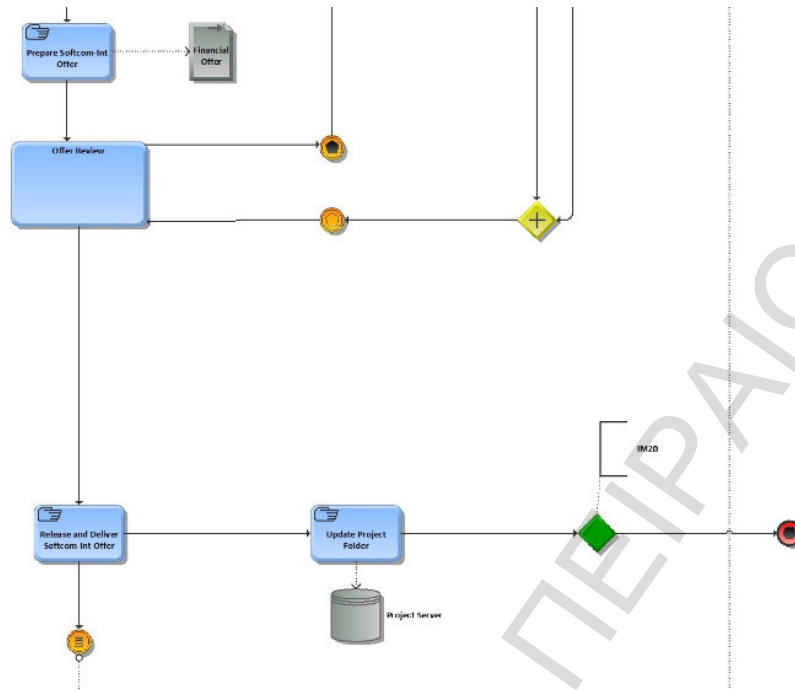 Prepare Softcom-Int
Offer
Financial
Offer
Offer Review
IM20
Release and Deliver
Softcom-Int Offer
Update Project
Folder
Project Server
ΠΕΙΡΑΙΩ